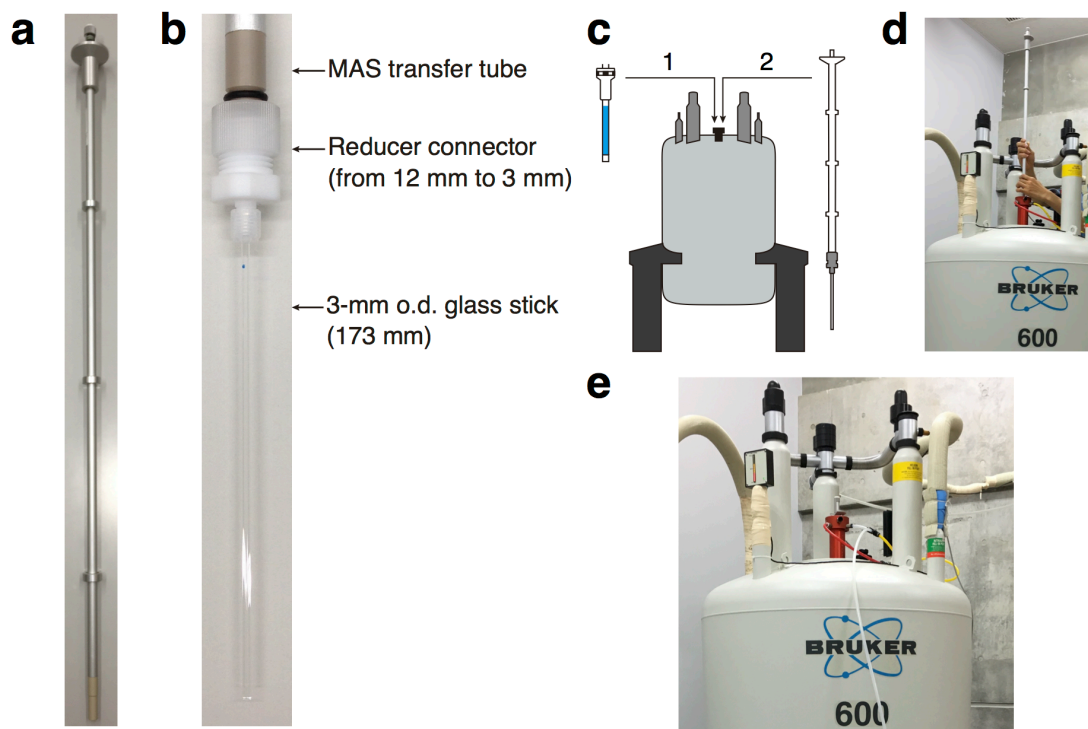 a
b
MAS transfer tube
Reducer connector
(from 12 mm to 3 mm)
3-mm o.d. glass stick
(173 mm)
c
1
2
d
BRUKER
600
e
BRUKER
600